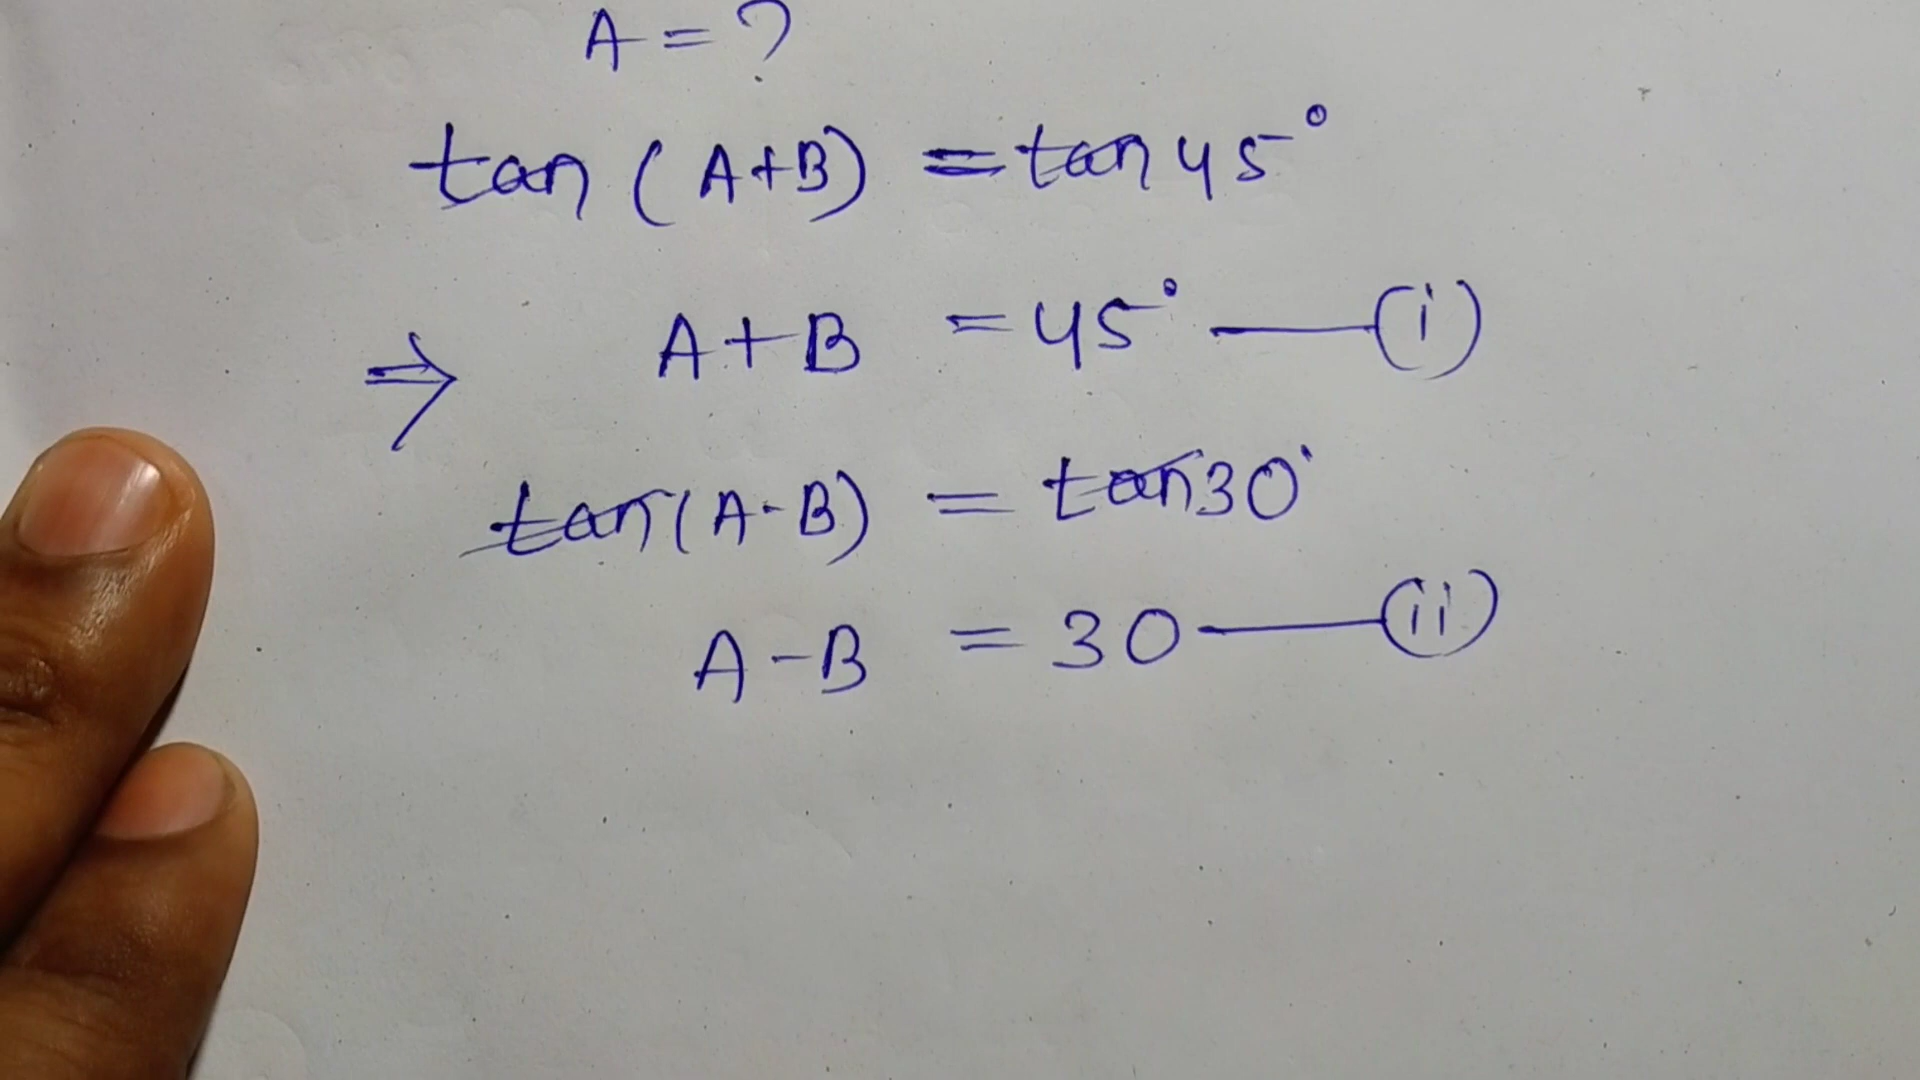 A = ?
tan (A+B) = tan 45°
⇒ A+B = 45° — (i)
tan (A-B) = tan 30°
A-B = 30 — (ii)